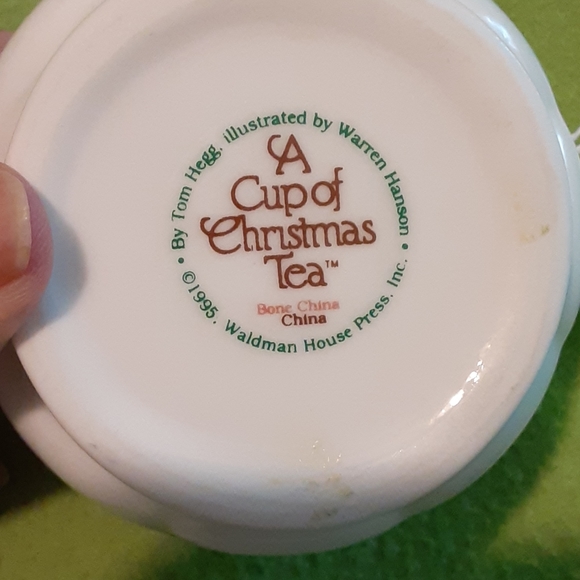 • By Tom Hegg, illustrated by Warren Hanson •
A
Cup of
Christmas
Tea™
Bone China
China
©1995, Waldman House Press, Inc.